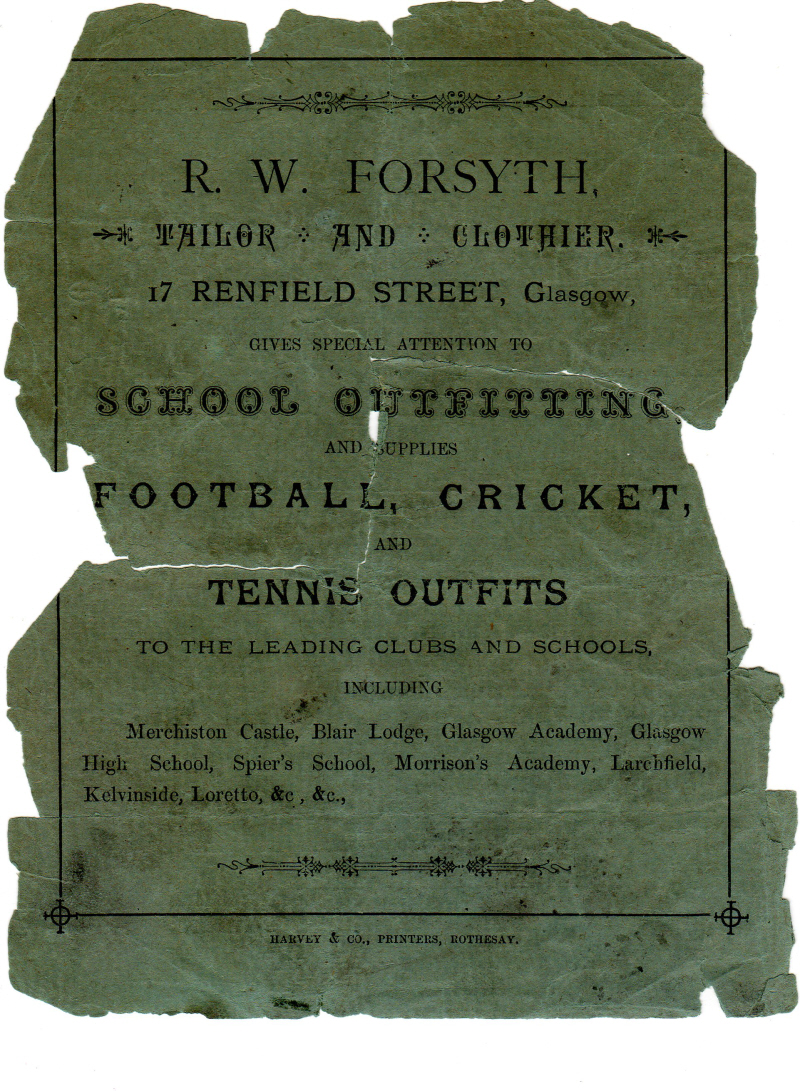 R. W. FORSYTH,
TAILOR AND CLOTHIER.
17 RENFIELD STREET, Glasgow,
GIVES SPECIAL ATTENTION TO
SCHOOL OUTFITTING,
AND SUPPLIES
FOOTBALL, CRICKET,
AND
TENNIS OUTFITS
TO THE LEADING CLUBS AND SCHOOLS,
INCLUDING
Merchiston Castle, Blair Lodge, Glasgow Academy, Glasgow
High School, Spier's School, Morrison's Academy, Larchfield,
Kelvinside, Loretto, &c , &c.,
HARVEY & CO., PRINTERS, ROTHESAY.